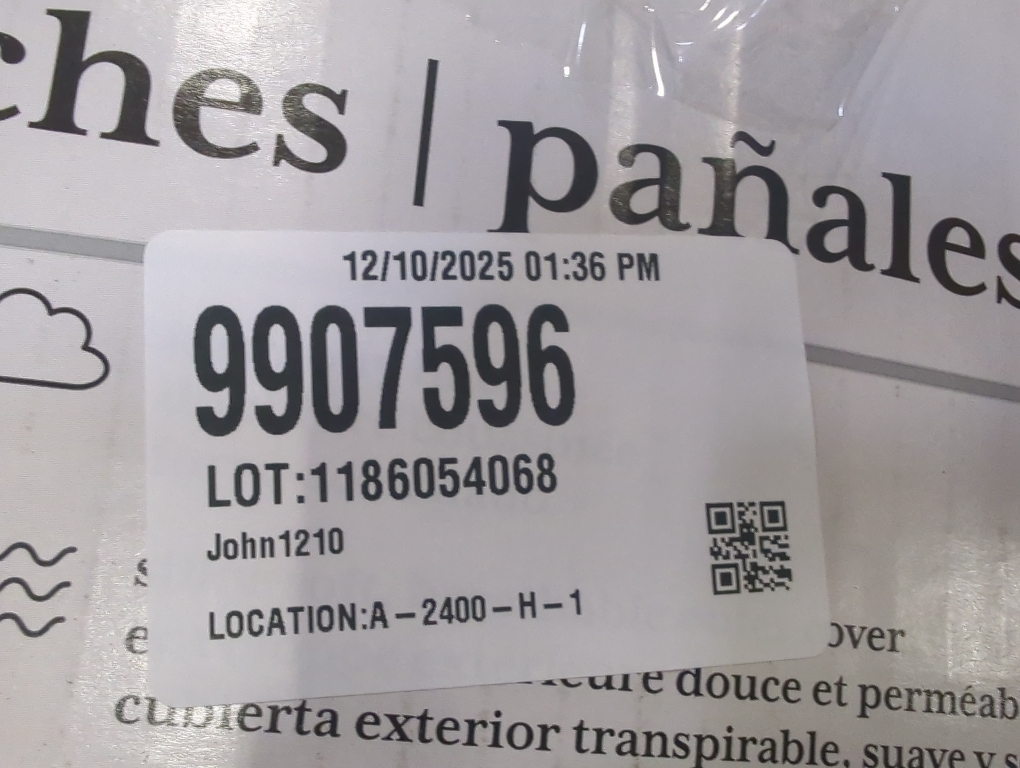 ches | pañales
12/10/2025 01:36 PM
9907596
LOT:1186054068
John1210
LOCATION:A-2400-H-1
over
douce et perméab
cubierta exterior transpirable, suave y s